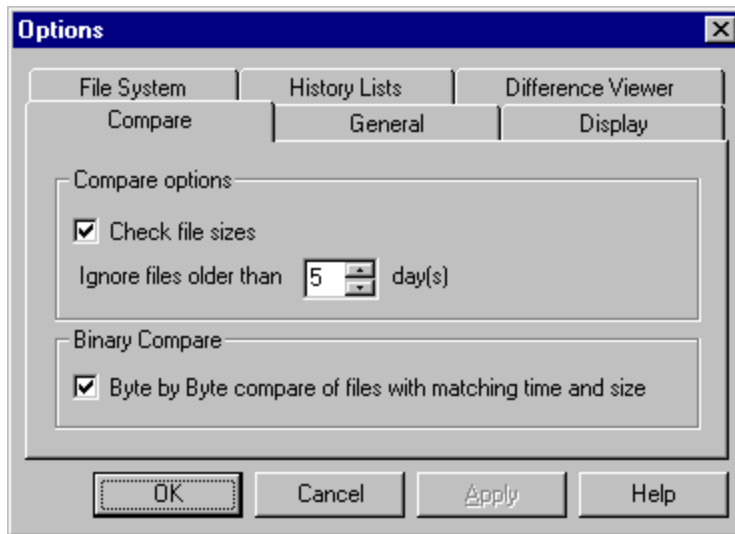 Options
File System History Lists Difference Viewer
Compare General Display
Compare options
Check file sizes
Ignore files older than 5 day(s)
Binary Compare
Byte by Byte compare of files with matching time and size
OK Cancel Apply Help